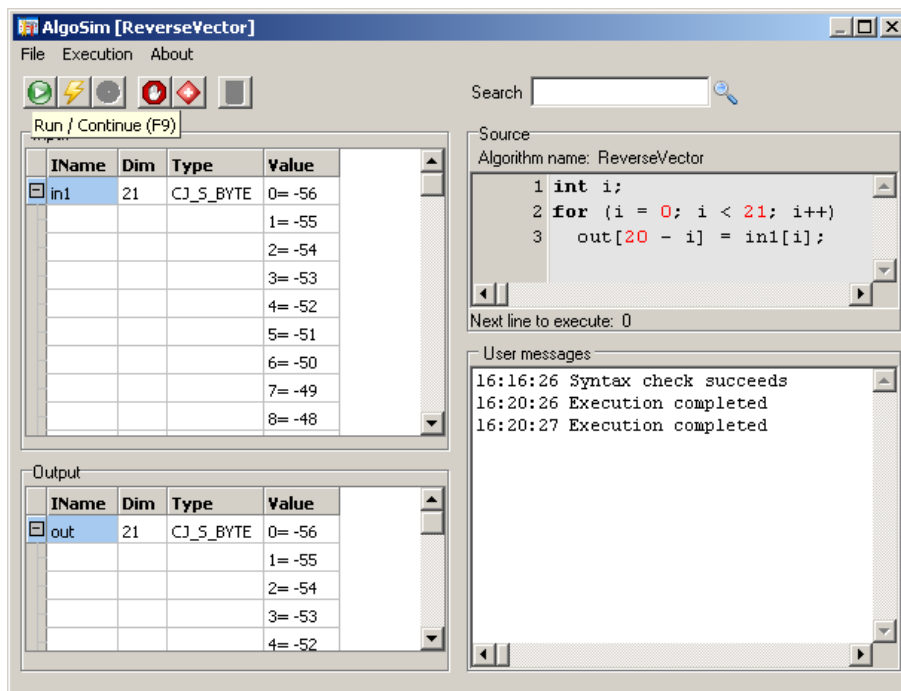 AlgoSim [ReverseVector]
File Execution About
Search
Run / Continue (F9)
IName Dim Type Value
in1 21 CJ_S_BYTE 0= -56
1= -55
2= -54
3= -53
4= -52
5= -51
6= -50
7= -49
8= -48
Output
IName Dim Type Value
out 21 CJ_S_BYTE 0= -56
1= -55
2= -54
3= -53
4= -52
Source
Algorithm name: ReverseVector
1 int i;
2 for (i = 0; i < 21; i++)
3 out[20 - i] = in1[i];
Next line to execute: 0
User messages
16:16:26 Syntax check succeeds
16:20:26 Execution completed
16:20:27 Execution completed